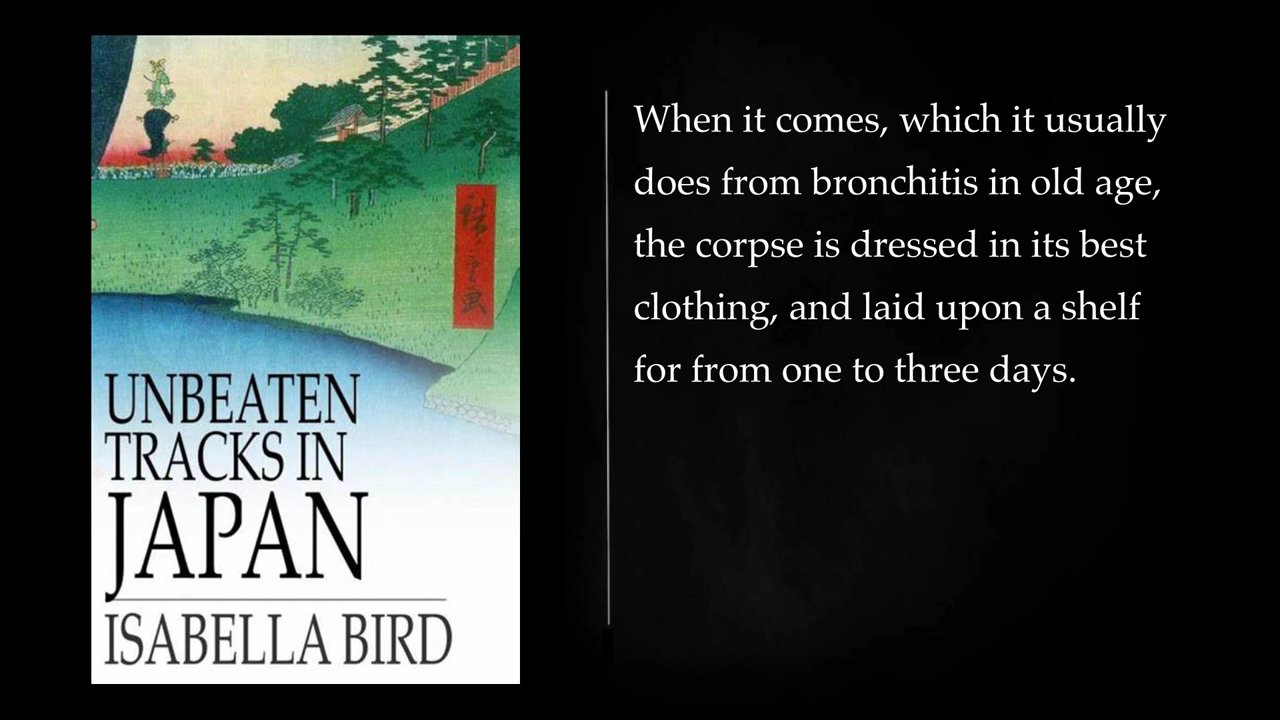 UNBEATEN
TRACKS IN
JAPAN
ISABELLA BIRD
When it comes, which it usually
does from bronchitis in old age,
the corpse is dressed in its best
clothing, and laid upon a shelf
for from one to three days.